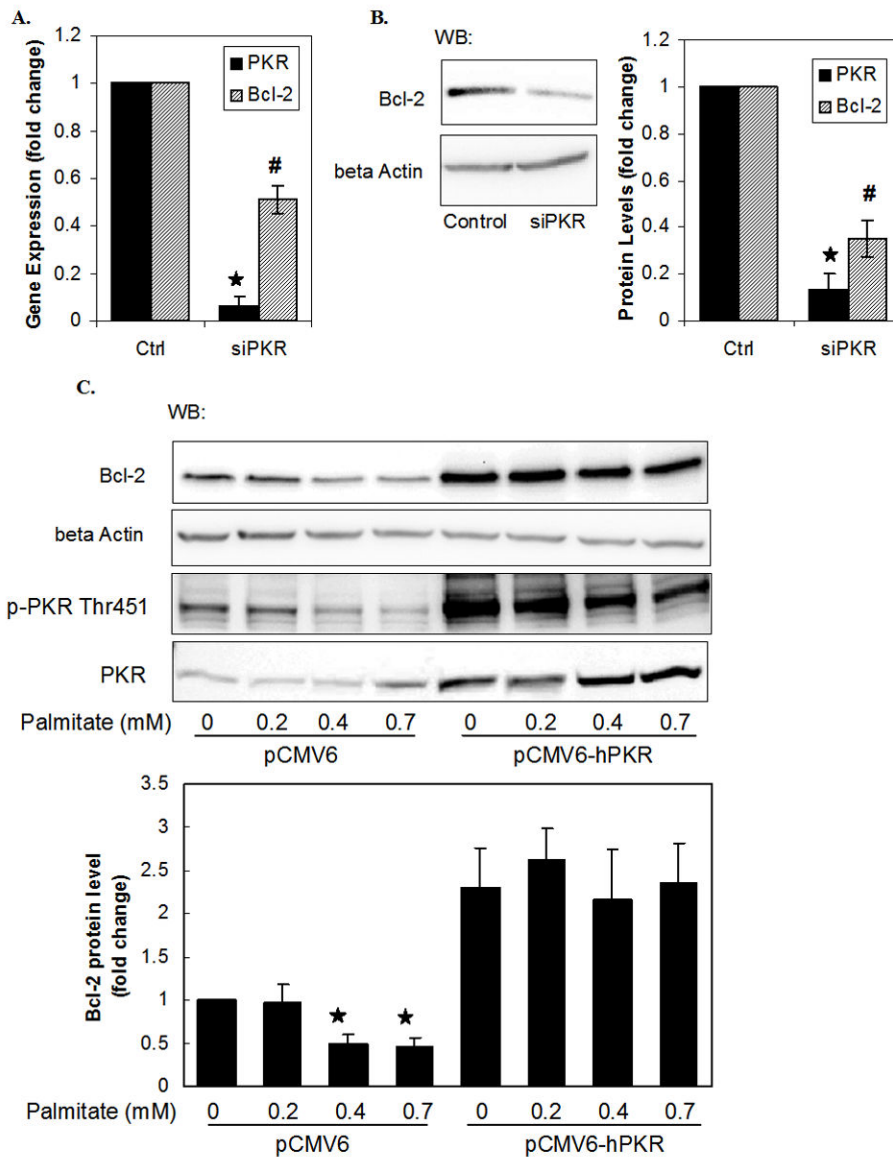 A.
Gene Expression (fold change)
1.2
1
0.8
0.6
0.4
0.2
0
PKR
Bcl-2
★
#
Ctrl siPKR
B.
WB:
Bcl-2
beta Actin
Control siPKR
Protein Levels (fold change)
1.2
1
0.8
0.6
0.4
0.2
0
PKR
Bcl-2
★
#
Ctrl siPKR
C.
WB:
Bcl-2
beta Actin
p-PKR Thr451
PKR
Palmitate (mM) 0 0.2 0.4 0.7 0 0.2 0.4 0.7
pCMV6 pCMV6-hPKR
Bcl-2 protein level
(fold change)
3.5
3
2.5
2
1.5
1
0.5
0
★ ★
Palmitate (mM) 0 0.2 0.4 0.7 0 0.2 0.4 0.7
pCMV6 pCMV6-hPKR